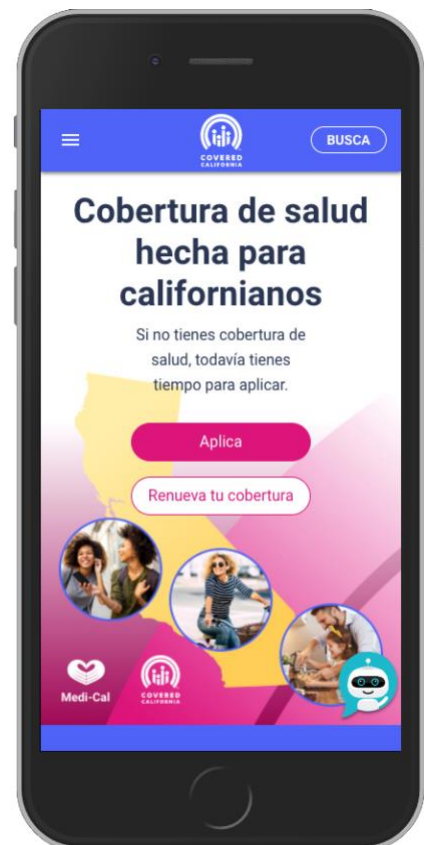 COVERED
CALIFORNIA
BUSCA
Cobertura de salud
hecha para
californianos
Si no tienes cobertura de
salud, todavía tienes
tiempo para aplicar.
Aplica
Renueva tu cobertura
Medi-Cal
COVERED
CALIFORNIA